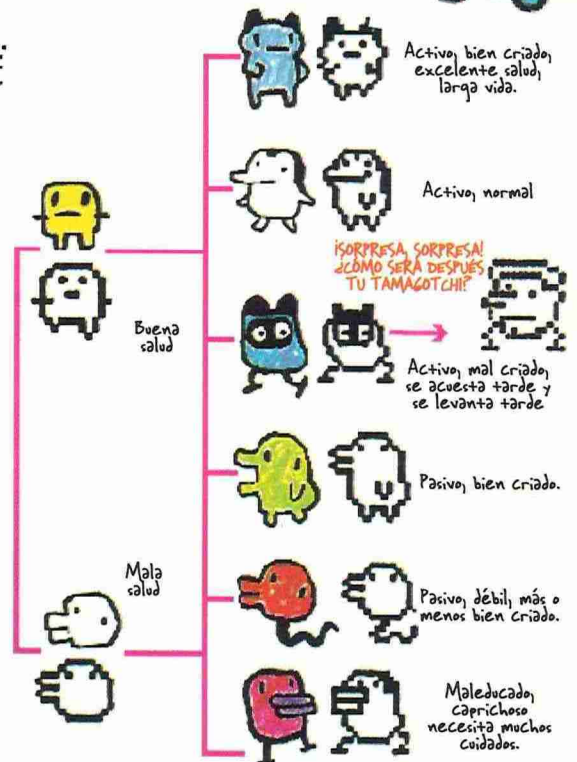 Activo, bien criado,
excelente salud,
larga vida.
Activo, normal
¡SORPRESA, SORPRESA!
¿CÓMO SERÁ DESPUÉS
TU TAMAGOTCHI?
Buena
salud
Activo, mal criado,
se acuesta tarde y
se levanta tarde
Pasivo, bien criado.
Mala
salud
Pasivo, débil, más o
menos bien criado.
Maleducado,
caprichoso
necesita muchos
cuidados.